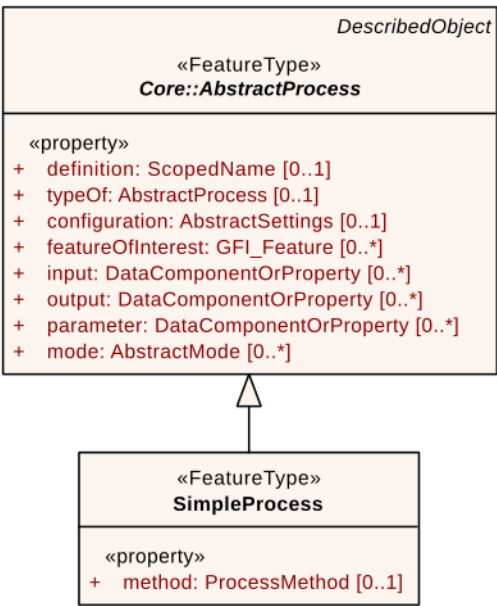 DescribedObject
«FeatureType»
Core::AbstractProcess
«property»
+ definition: ScopedName [0..1]
+ typeOf: AbstractProcess [0..1]
+ configuration: AbstractSettings [0..1]
+ featureOfInterest: GFI_Feature [0..*]
+ input: DataComponentOrProperty [0..*]
+ output: DataComponentOrProperty [0..*]
+ parameter: DataComponentOrProperty [0..*]
+ mode: AbstractMode [0..*]
«FeatureType»
SimpleProcess
«property»
+ method: ProcessMethod [0..1]